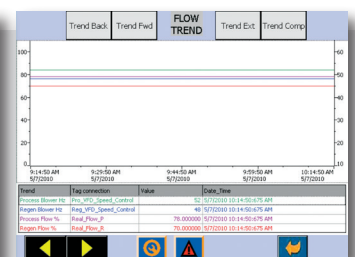 Trend Back Trend Fwd FLOW TREND Trend Ext Trend Comp
100 60
80 50
60 40
40 30
20 20
0 10
9:14:50 AM 9:29:50 AM 9:44:50 AM 9:59:50 AM 10:14:50 AM
5/7/2010 5/7/2010 5/7/2010 5/7/2010 5/7/2010
Trend Tag connection Value Date_Time
Process Blower Hz Pro_VFD_Speed_Control 52 5/7/2010 10:14:50:675 AM
Regen Blower Hz Reg_VFD_Speed_Control 48 5/7/2010 10:14:50:675 AM
Process Flow % Real_Flow_P 78.000000 5/7/2010 10:14:50:675 AM
Regen Flow % Real_Flow_R 70.000000 5/7/2010 10:14:50:675 AM